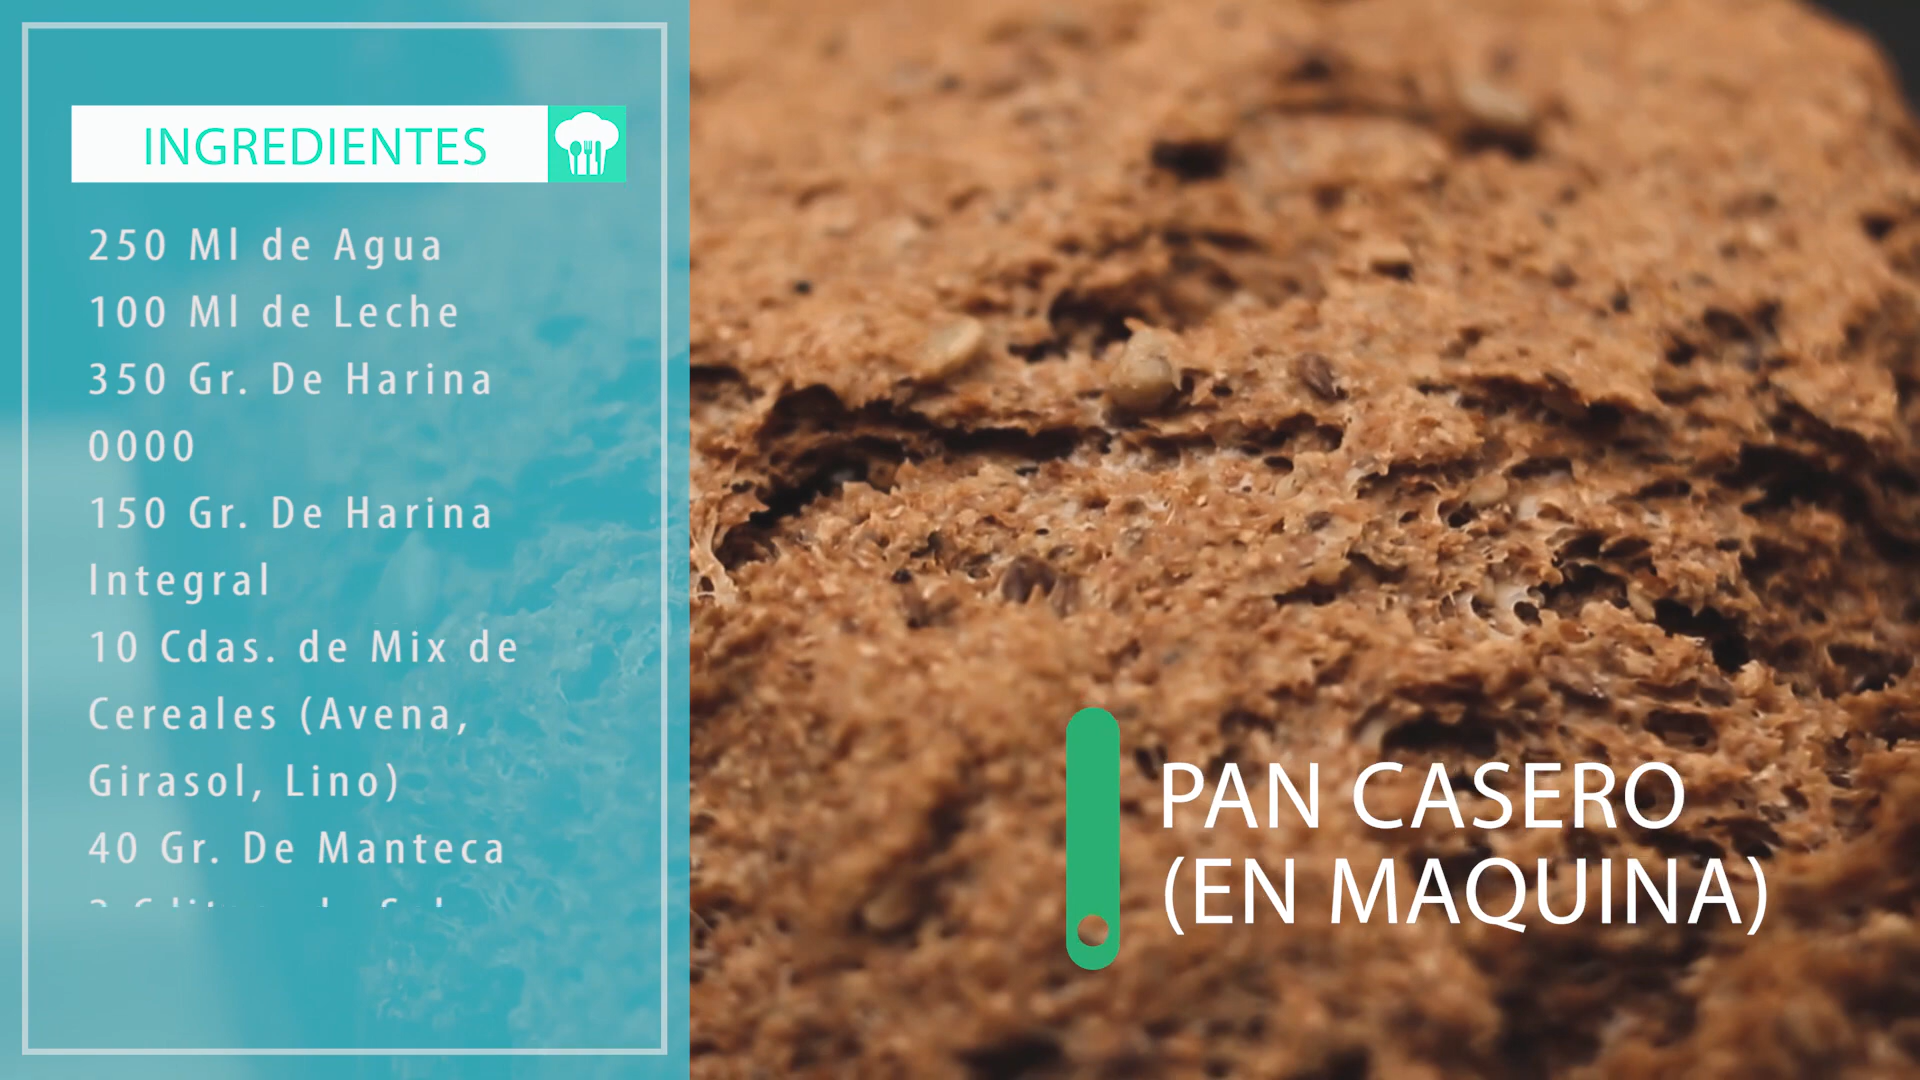 INGREDIENTES
250 Ml de Agua
100 Ml de Leche
350 Gr. De Harina
0000
150 Gr. De Harina
Integral
10 Cdas. de Mix de
Cereales (Avena,
Girasol, Lino)
40 Gr. De Manteca
PAN CASERO
(EN MAQUINA)